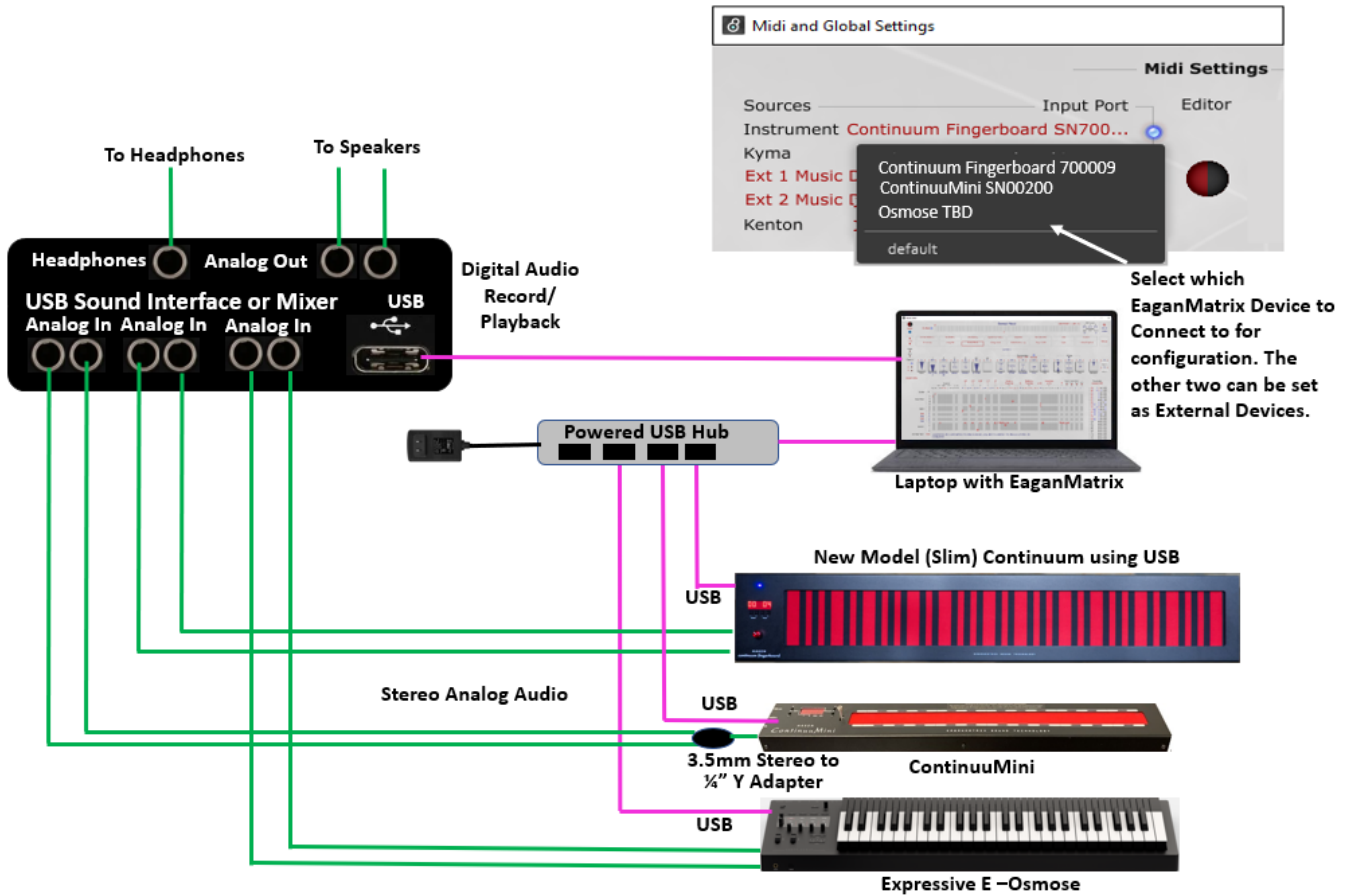 Midi and Global Settings
Midi Settings
Sources
Input Port
Editor
Instrument Continuum Fingerboard SN700...
Kyma
Ext 1 Music
Ext 2 Music
Kenton
Continuum Fingerboard 700009
ContinuuMini SN00200
Osmose TBD
default
Select which
EaganMatrix Device to
Connect to for
configuration. The
other two can be set
as External Devices.
To Headphones
To Speakers
Headphones
Analog Out
USB Sound Interface or Mixer
USB
Analog In
Analog In
Analog In
Digital Audio
Record/
Playback
Powered USB Hub
Laptop with EaganMatrix
New Model (Slim) Continuum using USB
USB
Stereo Analog Audio
USB
ContinuuMini
3.5mm Stereo to
¼” Y Adapter
ContinuuMini
USB
Expressive E –Osmose